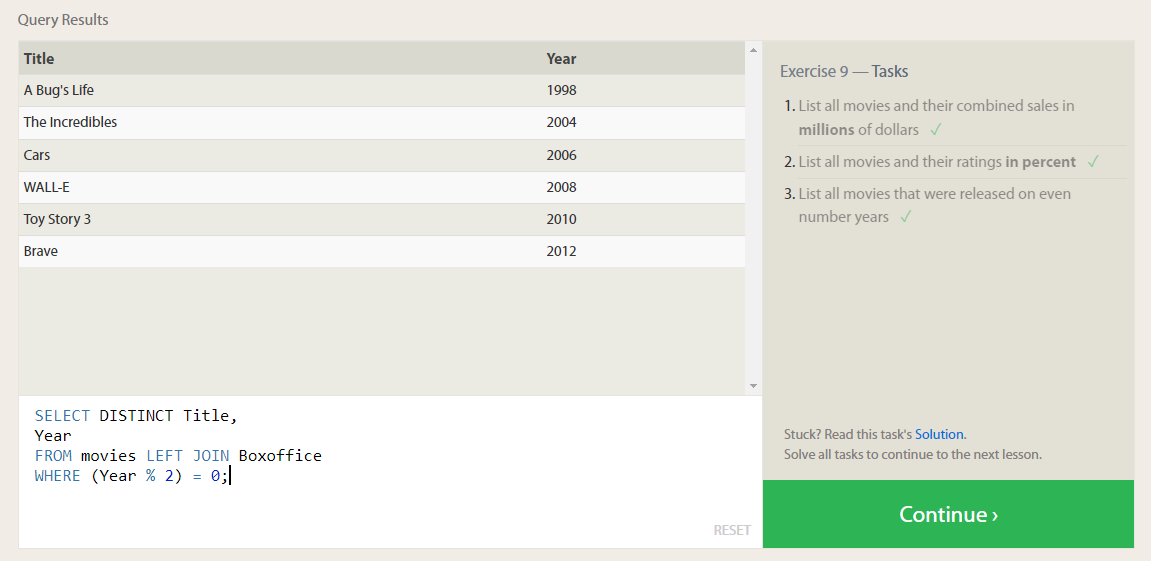 Query Results
Title Year
A Bug's Life 1998
The Incredibles 2004
Cars 2006
WALL-E 2008
Toy Story 3 2010
Brave 2012
SELECT DISTINCT Title,
Year
FROM movies LEFT JOIN Boxoffice
WHERE (Year % 2) = 0;
RESET
Exercise 9 — Tasks
1. List all movies and their combined sales in
millions of dollars ✓
2. List all movies and their ratings in percent ✓
3. List all movies that were released on even
number years ✓
Stuck? Read this task's Solution.
Solve all tasks to continue to the next lesson.
Continue ›